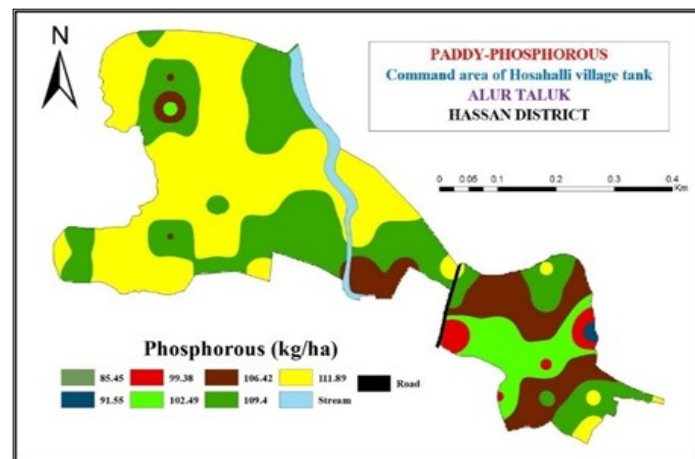 N
PADDY-PHOSPHOROUS
Command area of Hosahalli village tank
ALUR TALUK
HASSAN DISTRICT
0 0.05 0.1 0.2 0.3 0.4
Km
Phosphorous (kg/ha)
85.45 99.38 106.42 111.89 Road
91.55 102.49 109.4 Stream